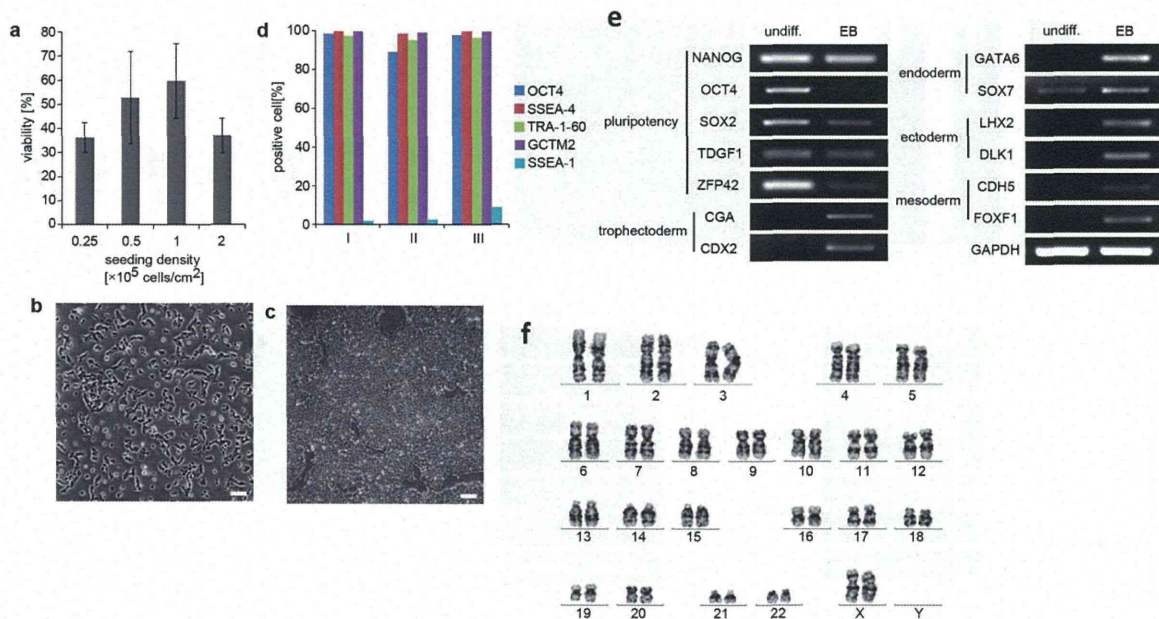 a
80
70
60
50
40
30
20
10
0
viability [%]
0.25 0.5 1 2
seeding density
[×10⁵ cells/cm²]
d
100
80
60
40
20
0
positive cell[%]
I II III
OCT4
SSEA-4
TRA-1-60
GCTM2
SSEA-1
e
undiff. EB
pluripotency
NANOG
OCT4
SOX2
TDGF1
ZFP42
trophectoderm
CGA
CDX2
undiff. EB
endoderm
GATA6
SOX7
ectoderm
LHX2
DLK1
mesoderm
CDH5
FOXF1
GAPDH
b
c
f
1 2 3 4 5
6 7 8 9 10 11 12
13 14 15 16 17 18
19 20 21 22 X Y